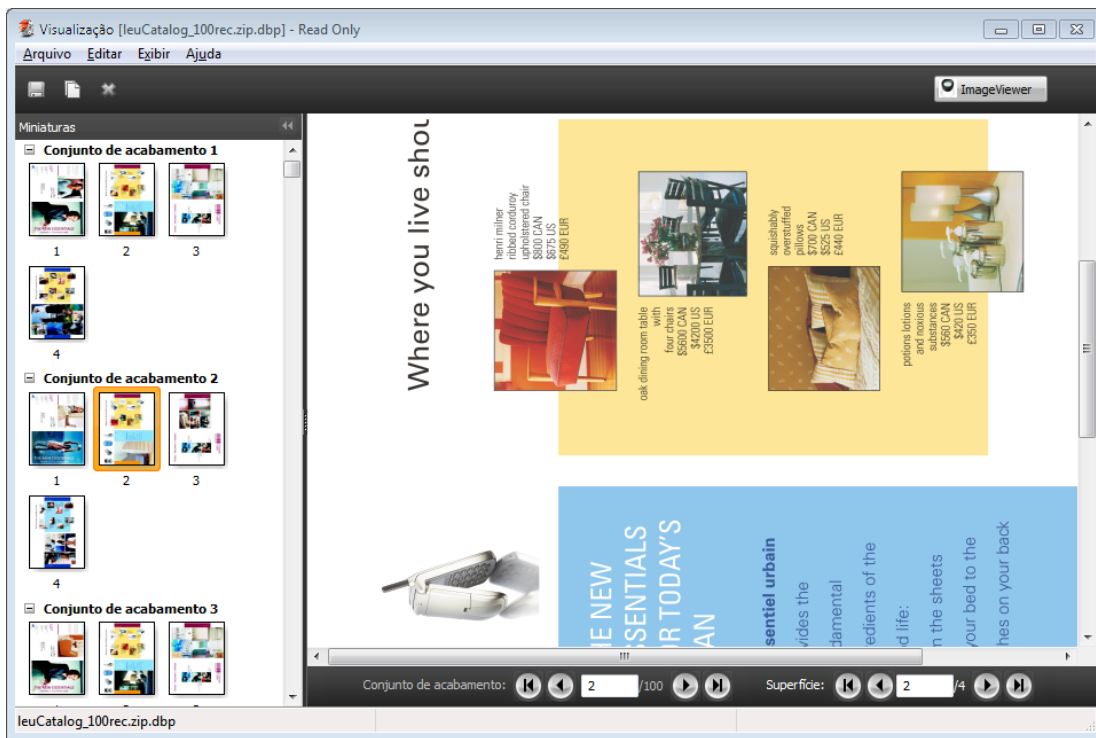 Visualização [leuCatalog_100rec.zip.dbp] - Read Only
Arquivo Editar Exibir Ajuda
ImageViewer
Miniaturas
Conjunto de acabamento 1
1 2 3
4
Conjunto de acabamento 2
1 2 3
4
Conjunto de acabamento 3
Where you live shou
henri milner
ribbed corduroy
upholstered chair
$800 CAN
$675 US
£490 EUR
oak dining room table
with
four chairs
$5600 CAN
$4200 US
£3500 EUR
squishably
overstuffed
pillows
$700 CAN
$525 US
£440 EUR
potions lotions
and noxious
substances
$560 CAN
$420 US
£350 EUR
HE NEW
SSENTIALS
R TODAY'S
AN
sentiel urbain
vides the
damental
edients of the
d life:
n the sheets
your bed to the
hes on your back
Conjunto de acabamento: 2 /100 Superfície: 2 /4
leuCatalog_100rec.zip.dbp